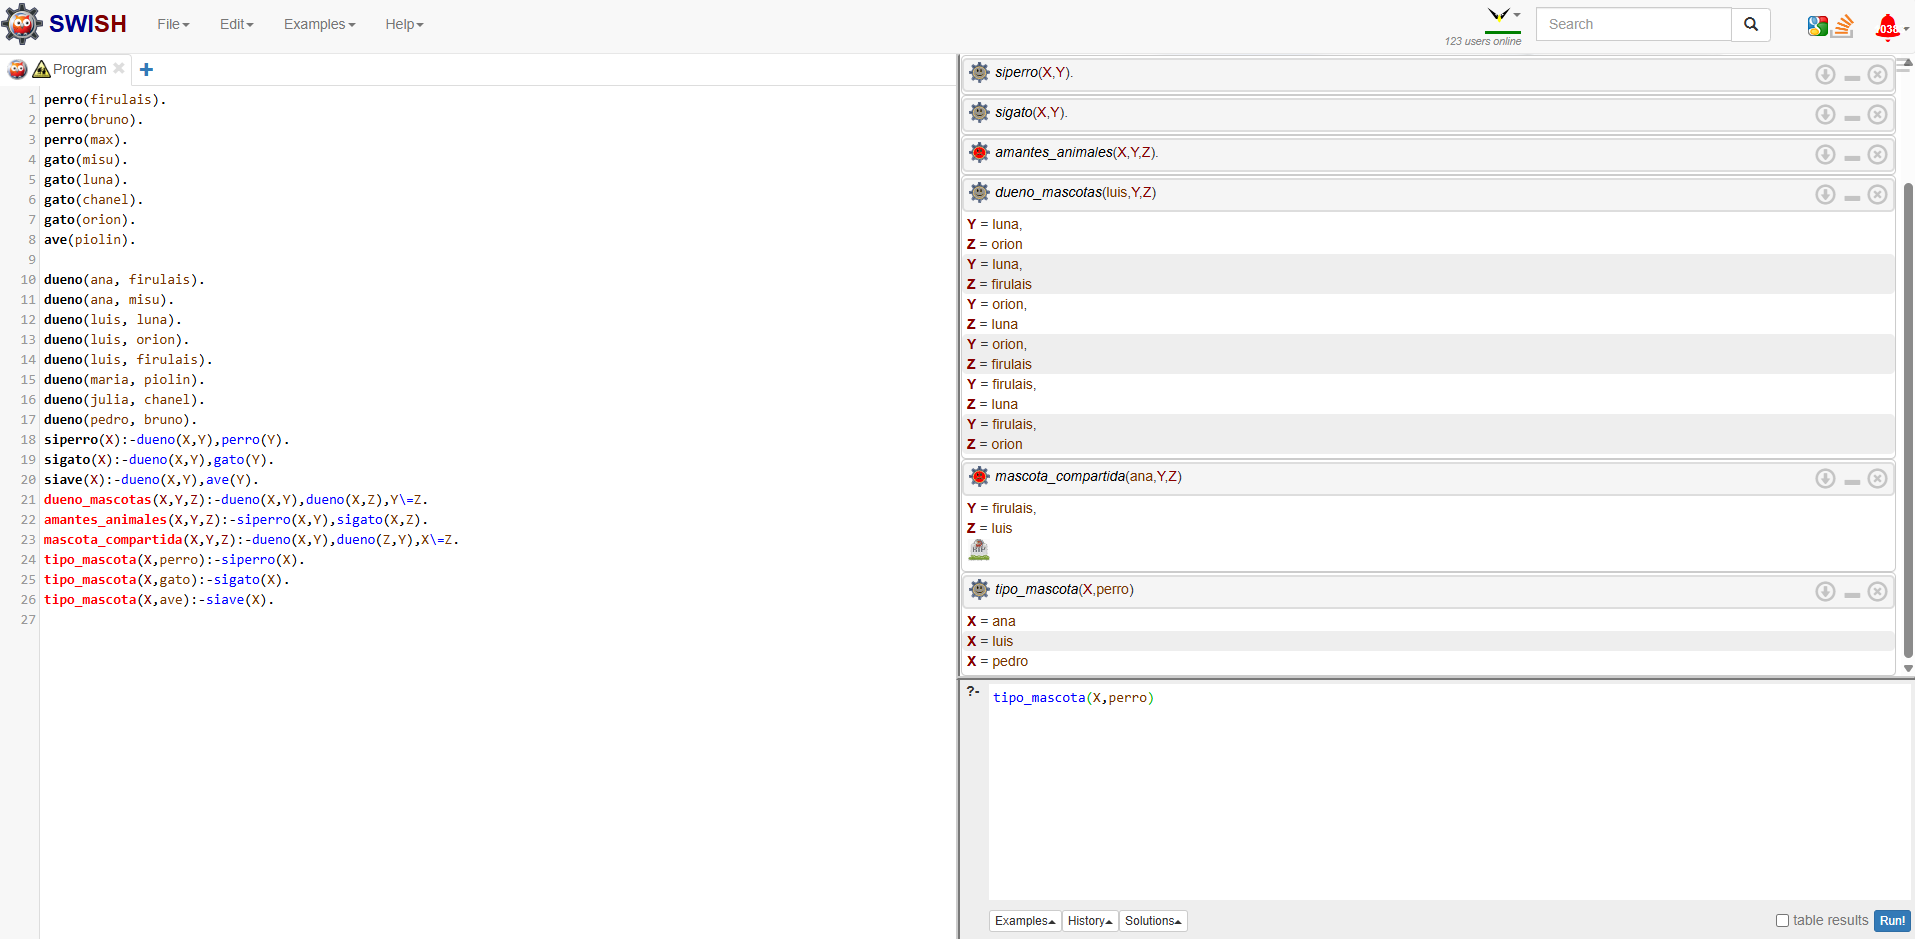 SWISH File Edit Examples Help
123 users online
Search
Program
1 perro(firulais).
2 perro(bruno).
3 perro(max).
4 gato(misu).
5 gato(luna).
6 gato(chanel).
7 gato(orion).
8 ave(piolin).
9
10 dueno(ana, firulais).
11 dueno(ana, misu).
12 dueno(luis, luna).
13 dueno(luis, orion).
14 dueno(luis, firulais).
15 dueno(maria, piolin).
16 dueno(julia, chanel).
17 dueno(pedro, bruno).
18 siperro(X):-dueno(X,Y),perro(Y).
19 sigato(X):-dueno(X,Y),gato(Y).
20 siave(X):-dueno(X,Y),ave(Y).
21 dueno_mascotas(X,Y,Z):-dueno(X,Y),dueno(X,Z),Y\=Z.
22 amantes_animales(X,Y,Z):-siperro(X,Y),sigato(X,Z).
23 mascota_compartida(X,Y,Z):-dueno(X,Y),dueno(Z,Y),X\=Z.
24 tipo_mascota(X,perro):-siperro(X).
25 tipo_mascota(X,gato):-sigato(X).
26 tipo_mascota(X,ave):-siave(X).
27
siperro(X,Y).
sigato(X,Y).
amantes_animales(X,Y,Z).
dueno_mascotas(luis,Y,Z)
Y = luna,
Z = orion
Y = luna,
Z = firulais
Y = orion,
Z = luna
Y = orion,
Z = firulais
Y = firulais,
Z = luna
Y = firulais,
Z = orion
mascota_compartida(ana,Y,Z)
Y = firulais,
Z = luis
RIP
tipo_mascota(X,perro)
X = ana
X = luis
X = pedro
?- tipo_mascota(X,perro)
Examples History Solutions
table results Run!